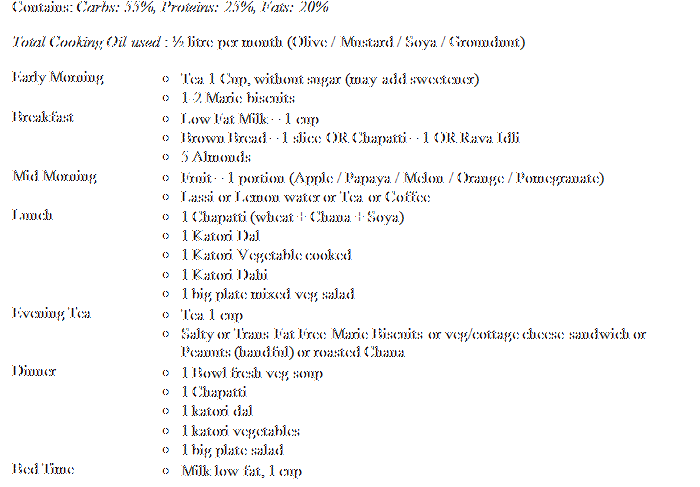 Contains: Carbs: 55%, Proteins: 25%, Fats: 20%
Total Cooking Oil used : ½ litre per month (Olive / Mustard / Soya / Groundnut)
Early Morning
○ Tea 1 Cup, without sugar (may add sweetener)
○ 1-2 Marie biscuits
Breakfast
○ Low Fat Milk - - 1 cup
○ Brown Bread - - 1 slice OR Chapatti - - 1 OR Rava Idli
○ 5 Almonds
Mid Morning
○ Fruit - - 1 portion (Apple / Papaya / Melon / Orange / Pomegranate)
○ Lassi or Lemon water or Tea or Coffee
Lunch
○ 1 Chapatti (wheat + Chana + Soya)
○ 1 Katori Dal
○ 1 Katori Vegetable cooked
○ 1 Katori Dahi
○ 1 big plate mixed veg salad
Evening Tea
○ Tea 1 cup
○ Salty or Trans Fat Free Marie Biscuits or veg/cottage cheese sandwich or
Peanuts (handful) or roasted Chana
Dinner
○ 1 Bowl fresh veg soup
○ 1 Chapatti
○ 1 katori dal
○ 1 katori vegetables
○ 1 big plate salad
Bed Time
○ Milk low fat, 1 cup